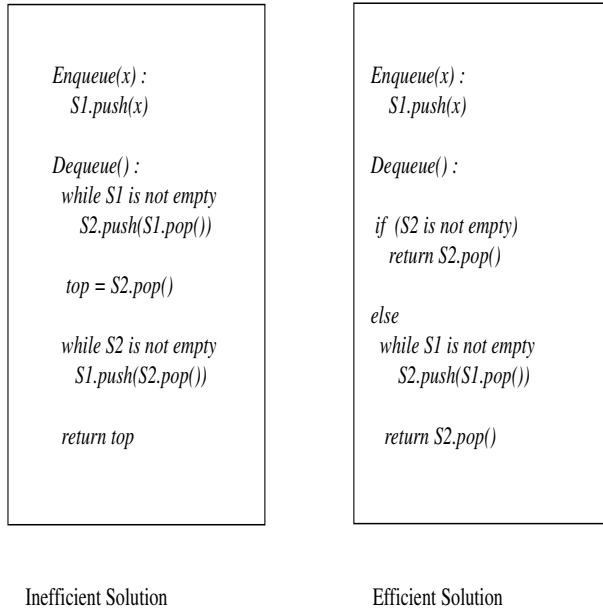 Enqueue(x) :
S1.push(x)
Dequeue() :
while S1 is not empty
S2.push(S1.pop())
top = S2.pop()
while S2 is not empty
S1.push(S2.pop())
return top
Inefficient Solution
Enqueue(x) :
S1.push(x)
Dequeue() :
if (S2 is not empty)
return S2.pop()
else
while S1 is not empty
S2.push(S1.pop())
return S2.pop()
Efficient Solution